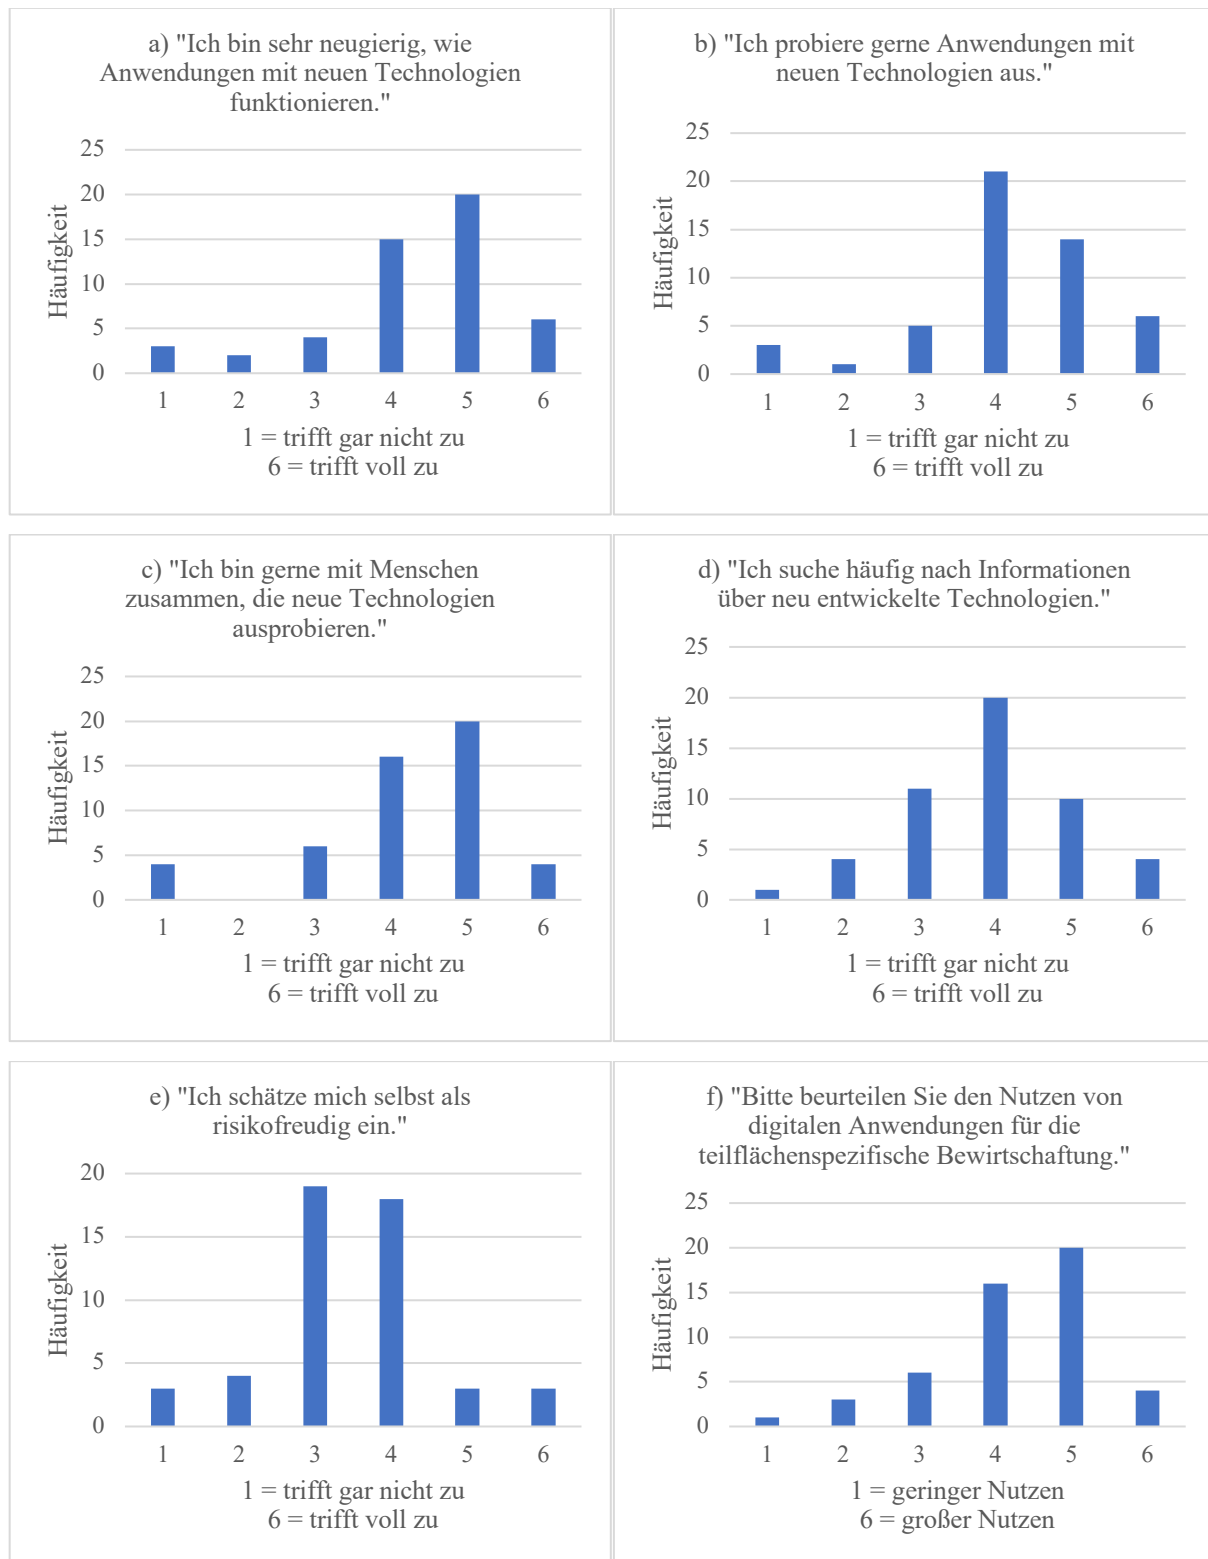 a) "Ich bin sehr neugierig, wie
Anwendungen mit neuen Technologien
funktionieren."
Häufigkeit
25
20
15
10
5
0
1 2 3 4 5 6
1 = trifft gar nicht zu
6 = trifft voll zu
b) "Ich probiere gerne Anwendungen mit
neuen Technologien aus."
Häufigkeit
25
20
15
10
5
0
1 2 3 4 5 6
1 = trifft gar nicht zu
6 = trifft voll zu
c) "Ich bin gerne mit Menschen
zusammen, die neue Technologien
ausprobieren."
Häufigkeit
25
20
15
10
5
0
1 2 3 4 5 6
1 = trifft gar nicht zu
6 = trifft voll zu
d) "Ich suche häufig nach Informationen
über neu entwickelte Technologien."
Häufigkeit
25
20
15
10
5
0
1 2 3 4 5 6
1 = trifft gar nicht zu
6 = trifft voll zu
e) "Ich schätze mich selbst als
risikofreudig ein."
Häufigkeit
20
15
10
5
0
1 2 3 4 5 6
1 = trifft gar nicht zu
6 = trifft voll zu
f) "Bitte beurteilen Sie den Nutzen von
digitalen Anwendungen für die
teilflächenspezifische Bewirtschaftung."
Häufigkeit
25
20
15
10
5
0
1 2 3 4 5 6
1 = geringer Nutzen
6 = großer Nutzen